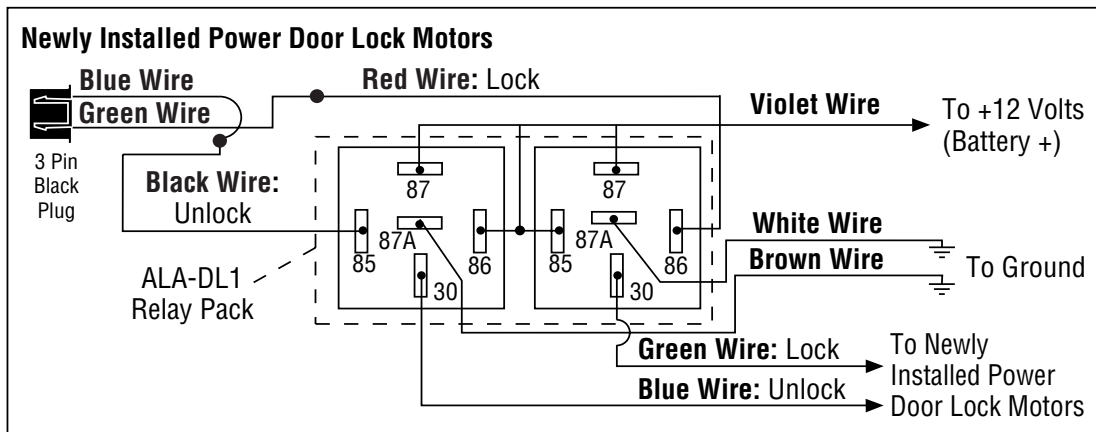 Newly Installed Power Door Lock Motors
Blue Wire
Green Wire
3 Pin
Black
Plug
Red Wire: Lock
Violet Wire
To +12 Volts
(Battery +)
Black Wire:
Unlock
87
87
87A
87A
85
86
85
86
30
30
White Wire
Brown Wire
To Ground
ALA-DL1
Relay Pack
Green Wire: Lock
Blue Wire: Unlock
To Newly
Installed Power
Door Lock Motors